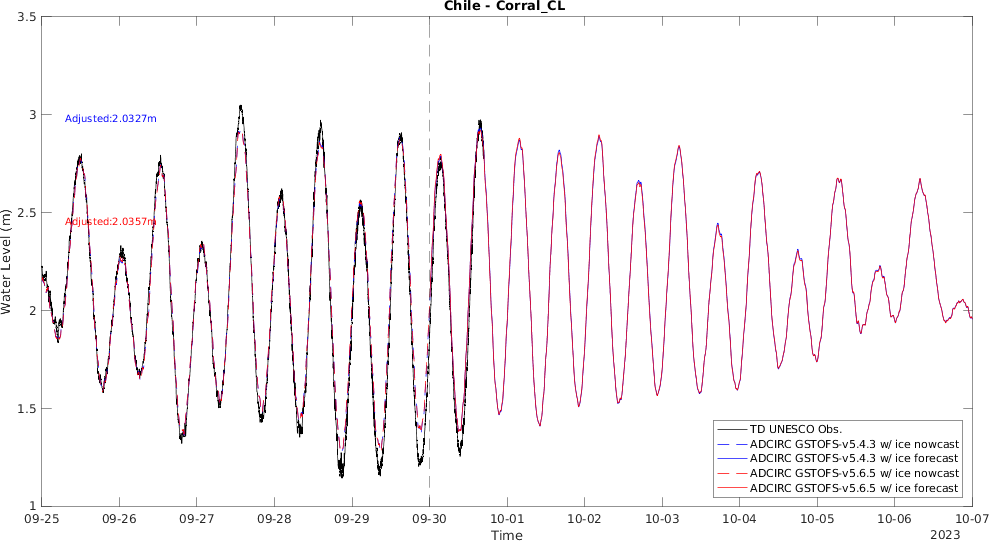 Chile - Corral_CL
3.5
3
2.5
2
1.5
1
Water Level (m)
Adjusted:2.0327m
Adjusted:2.0357m
TD UNESCO Obs.
ADCIRC GSTOFS-v5.4.3 w/ ice nowcast
ADCIRC GSTOFS-v5.4.3 w/ ice forecast
ADCIRC GSTOFS-v5.6.5 w/ ice nowcast
ADCIRC GSTOFS-v5.6.5 w/ ice forecast
09-25 09-26 09-27 09-28 09-29 09-30 10-01 10-02 10-03 10-04 10-05 10-06 10-07
Time
2023